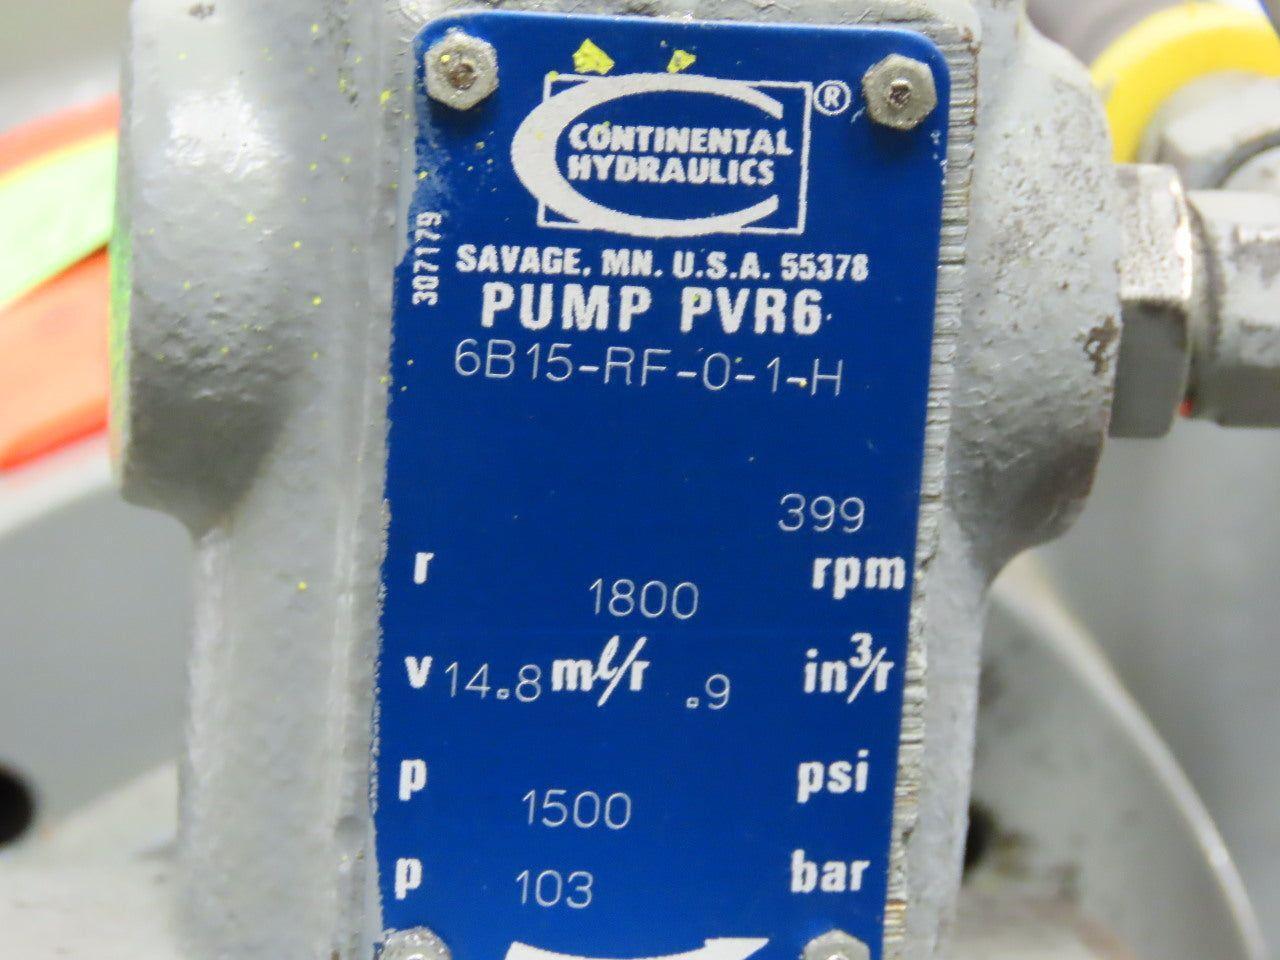 CONTINENTAL®
HYDRAULICS
307179
SAVAGE, MN. U.S.A. 55378
PUMP PVR6
6B15-RF-O-1-H
399
r 1800 rpm
v 14.8 ml/r .9 in³/r
p 1500 psi
p 103 bar